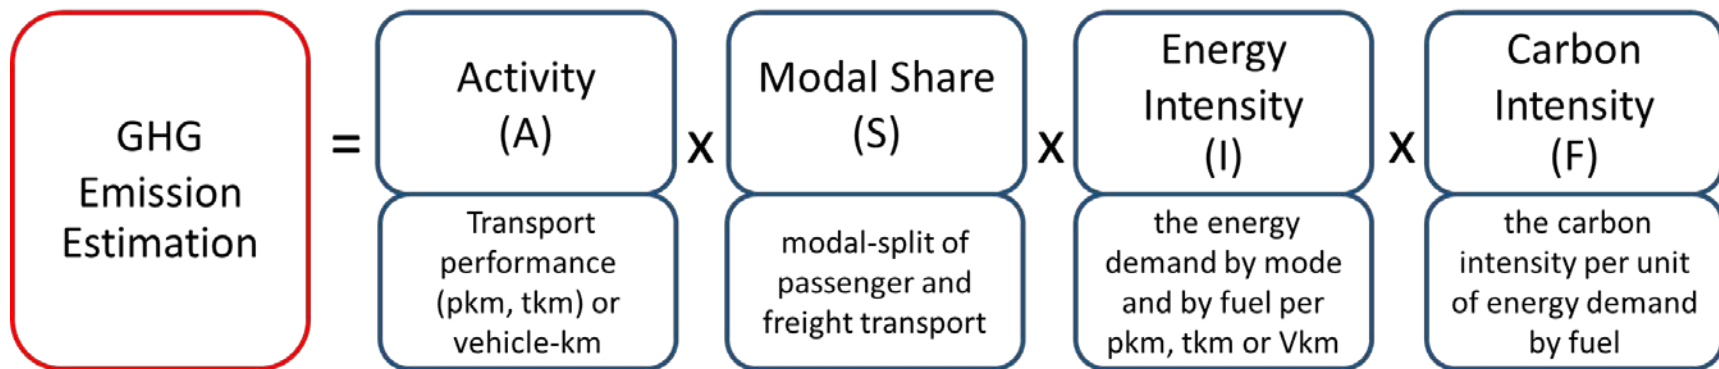 GHG
Emission
Estimation
=
Activity
(A)
Transport
performance
(pkm, tkm) or
vehicle-km
x
Modal Share
(S)
modal-split of
passenger and
freight transport
x
Energy
Intensity
(I)
the energy
demand by mode
and by fuel per
pkm, tkm or Vkm
x
Carbon
Intensity
(F)
the carbon
intensity per unit
of energy demand
by fuel